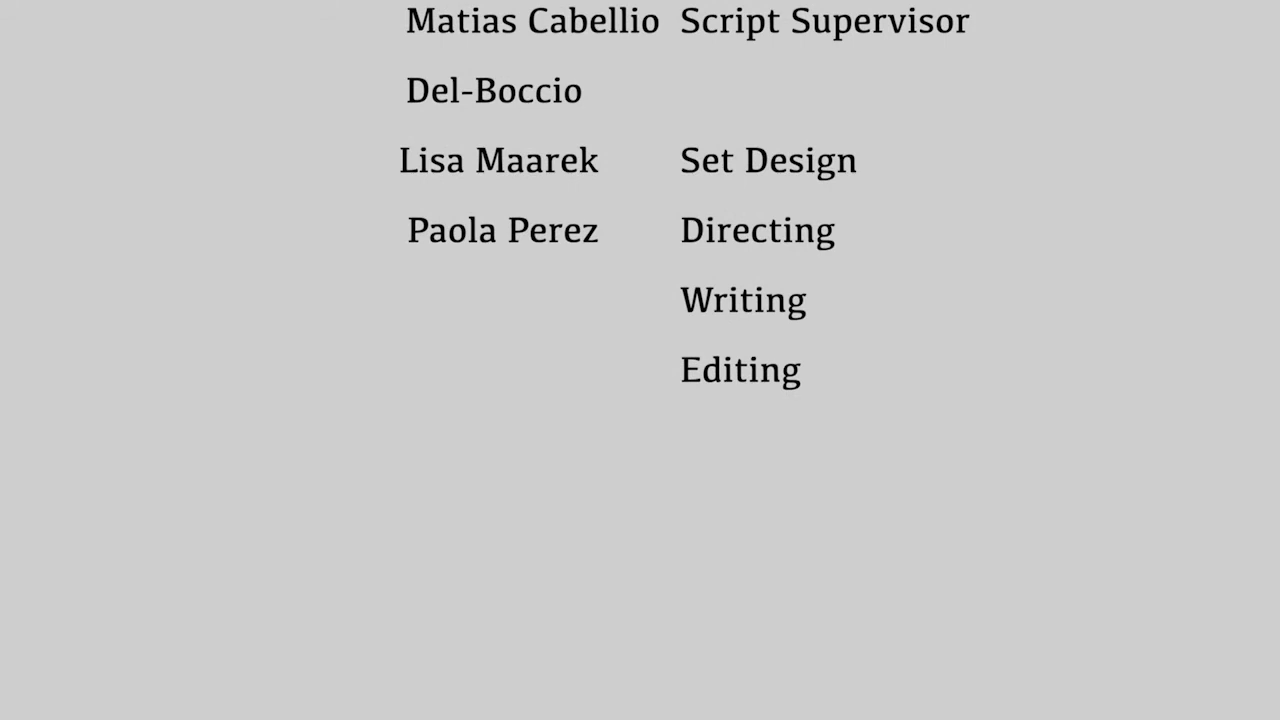 Matias Cabellio Script Supervisor
Del-Boccio
Lisa Maarek Set Design
Paola Perez Directing
Writing
Editing